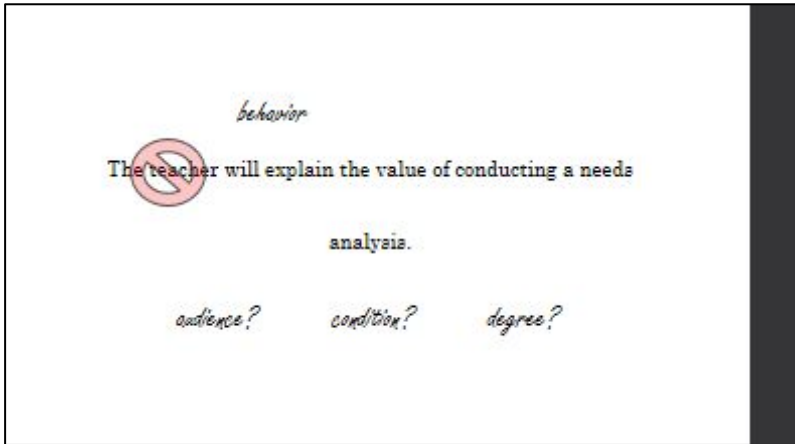 behavior
The teacher will explain the value of conducting a needs
analysis.
audience? condition? degree?